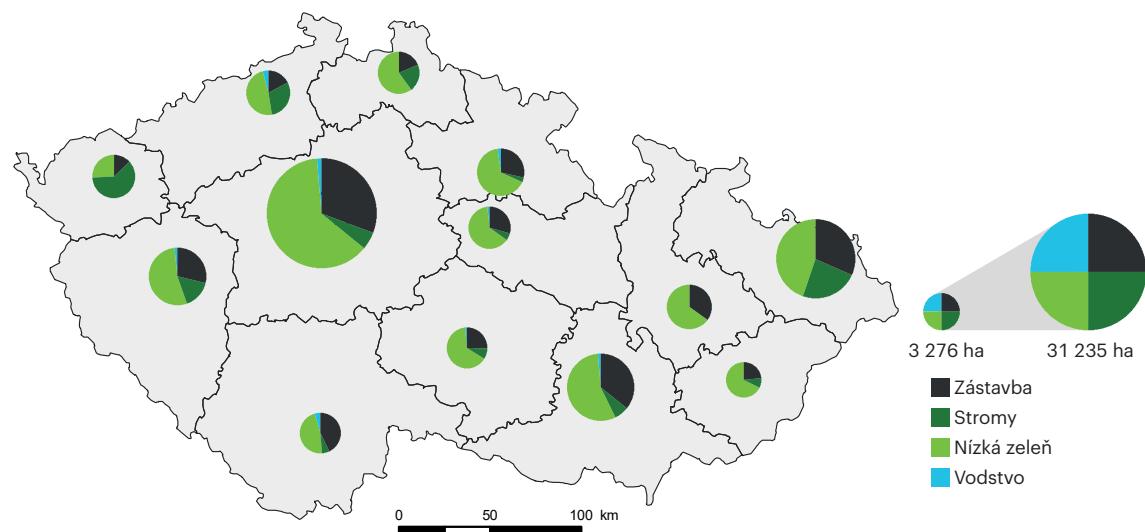 3 276 ha
31 235 ha
Zástavba
Stromy
Nízká zeleň
Vodstvo
0 50 100 km